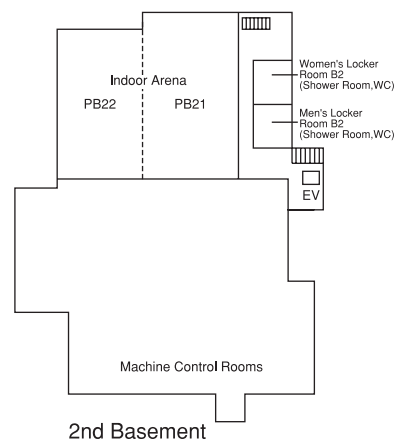 Indoor Arena
PB22
PB21
Women's Locker
Room B2
(Shower Room,WC)
Men's Locker
Room B2
(Shower Room,WC)
EV
Machine Control Rooms
2nd Basement